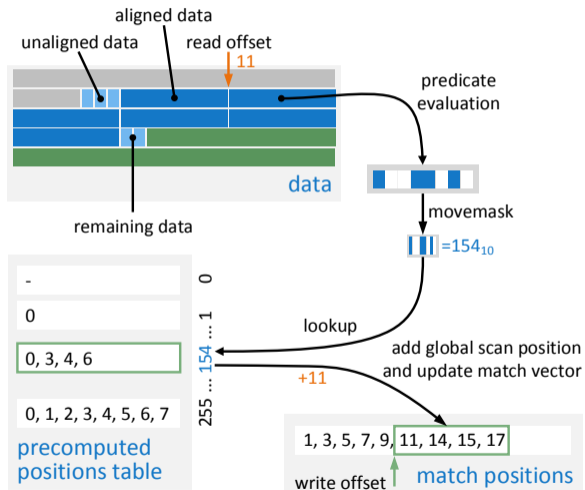 aligned data
unaligned data
read offset
11
predicate
evaluation
data
remaining data
movemask
=154₁₀
-
0
0
... 1
0, 3, 4, 6
154
0, 1, 2, 3, 4, 5, 6, 7
255 ...
precomputed
positions table
lookup
+11
add global scan position
and update match vector
1, 3, 5, 7, 9, 11, 14, 15, 17
write offset
match positions